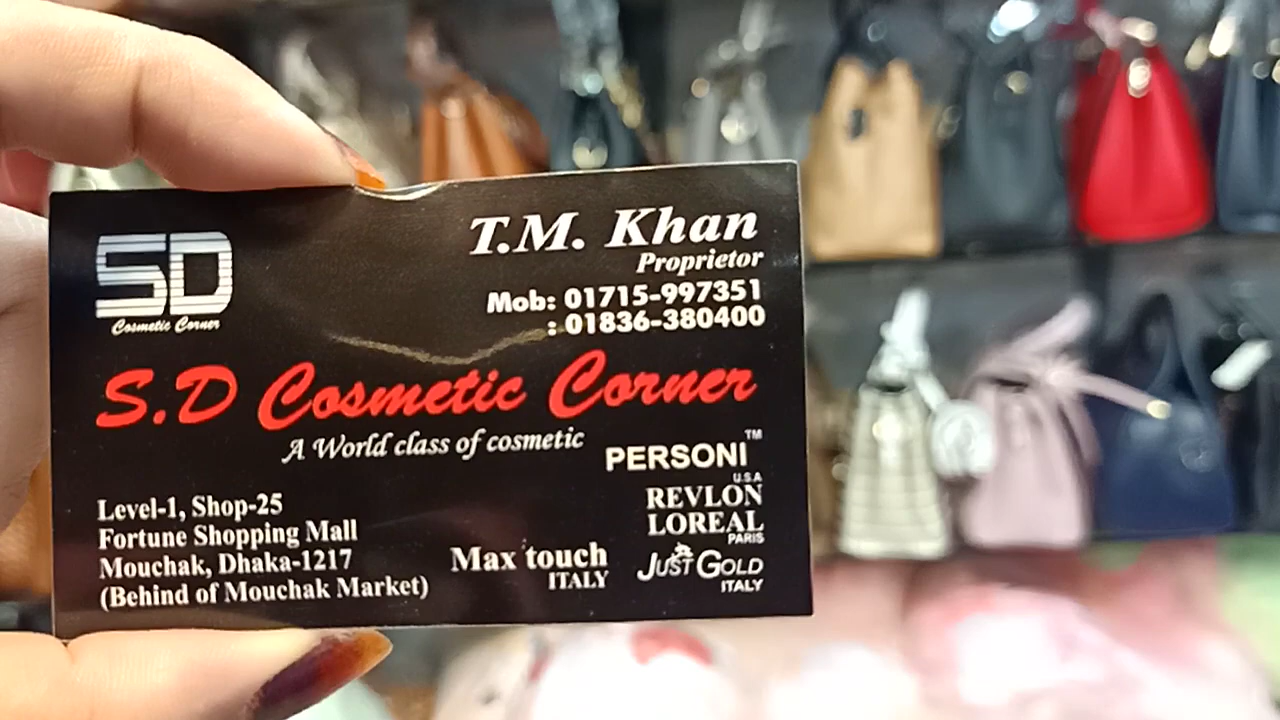 SD
Cosmetic Corner
T.M. Khan
Proprietor
Mob: 01715-997351
: 01836-380400
S.D Cosmetic Corner
A World class of cosmetic
PERSONI™
U.S.A
REVLON
LOREAL
PARIS
JUST GOLD
ITALY
Max touch
ITALY
Level-1, Shop-25
Fortune Shopping Mall
Mouchak, Dhaka-1217
(Behind of Mouchak Market)